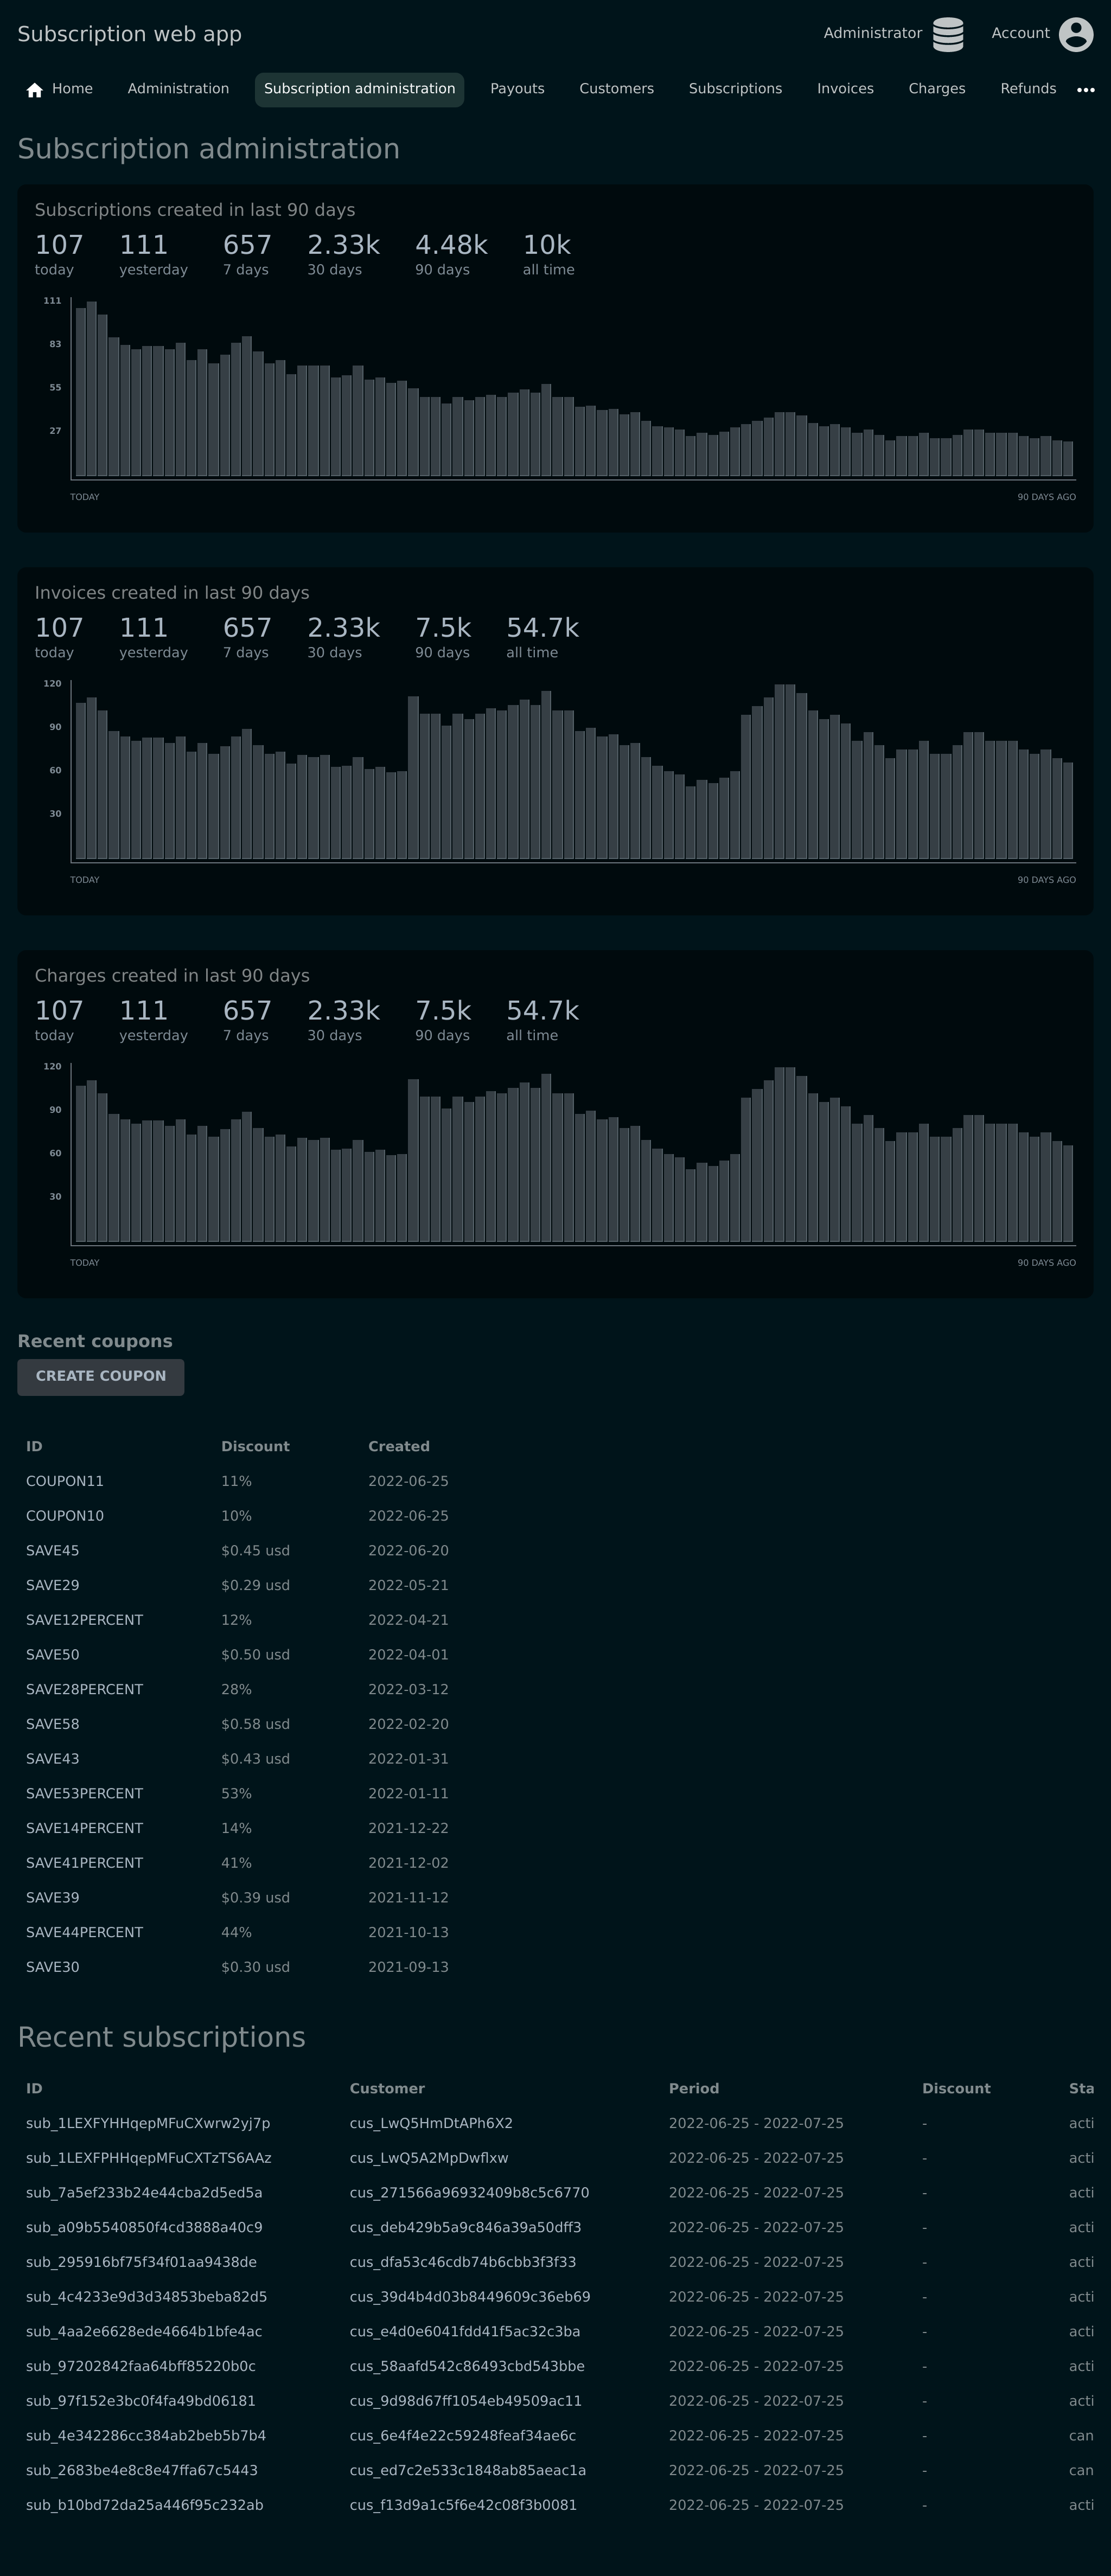 Subscription web app Administrator Account
Home Administration Subscription administration Payouts Customers Subscriptions Invoices Charges Refunds •••
Subscription administration
Subscriptions created in last 90 days
107 111 657 2.33k 4.48k 10k
today yesterday 7 days 30 days 90 days all time
111
83
55
27
TODAY 90 DAYS AGO
Invoices created in last 90 days
107 111 657 2.33k 7.5k 54.7k
today yesterday 7 days 30 days 90 days all time
120
90
60
30
TODAY 90 DAYS AGO
Charges created in last 90 days
107 111 657 2.33k 7.5k 54.7k
today yesterday 7 days 30 days 90 days all time
120
90
60
30
TODAY 90 DAYS AGO
Recent coupons
CREATE COUPON
ID Discount Created
COUPON11 11% 2022-06-25
COUPON10 10% 2022-06-25
SAVE45 $0.45 usd 2022-06-20
SAVE29 $0.29 usd 2022-05-21
SAVE12PERCENT 12% 2022-04-21
SAVE50 $0.50 usd 2022-04-01
SAVE28PERCENT 28% 2022-03-12
SAVE58 $0.58 usd 2022-02-20
SAVE43 $0.43 usd 2022-01-31
SAVE53PERCENT 53% 2022-01-11
SAVE14PERCENT 14% 2021-12-22
SAVE41PERCENT 41% 2021-12-02
SAVE39 $0.39 usd 2021-11-12
SAVE44PERCENT 44% 2021-10-13
SAVE30 $0.30 usd 2021-09-13
Recent subscriptions
ID Customer Period Discount Sta
sub_1LEXFYHHqepMFuCXwrw2yj7p cus_LwQ5HmDtAPh6X2 2022-06-25 - 2022-07-25 - acti
sub_1LEXFPHHqepMFuCXTzTS6AAz cus_LwQ5A2MpDwflxw 2022-06-25 - 2022-07-25 - acti
sub_7a5ef233b24e44cba2d5ed5a cus_271566a96932409b8c5c6770 2022-06-25 - 2022-07-25 - acti
sub_a09b5540850f4cd3888a40c9 cus_deb429b5a9c846a39a50dff3 2022-06-25 - 2022-07-25 - acti
sub_295916bf75f34f01aa9438de cus_dfa53c46cdb74b6cbb3f3f33 2022-06-25 - 2022-07-25 - acti
sub_4c4233e9d3d34853beba82d5 cus_39d4b4d03b8449609c36eb69 2022-06-25 - 2022-07-25 - acti
sub_4aa2e6628ede4664b1bfe4ac cus_e4d0e6041fdd41f5ac32c3ba 2022-06-25 - 2022-07-25 - acti
sub_97202842faa64bff85220b0c cus_58aafd542c86493cbd543bbe 2022-06-25 - 2022-07-25 - acti
sub_97f152e3bc0f4fa49bd06181 cus_9d98d67ff1054eb49509ac11 2022-06-25 - 2022-07-25 - acti
sub_4e342286cc384ab2beb5b7b4 cus_6e4f4e22c59248feaf34ae6c 2022-06-25 - 2022-07-25 - can
sub_2683be4e8c8e47ffa67c5443 cus_ed7c2e533c1848ab85aeac1a 2022-06-25 - 2022-07-25 - can
sub_b10bd72da25a446f95c232ab cus_f13d9a1c5f6e42c08f3b0081 2022-06-25 - 2022-07-25 - acti